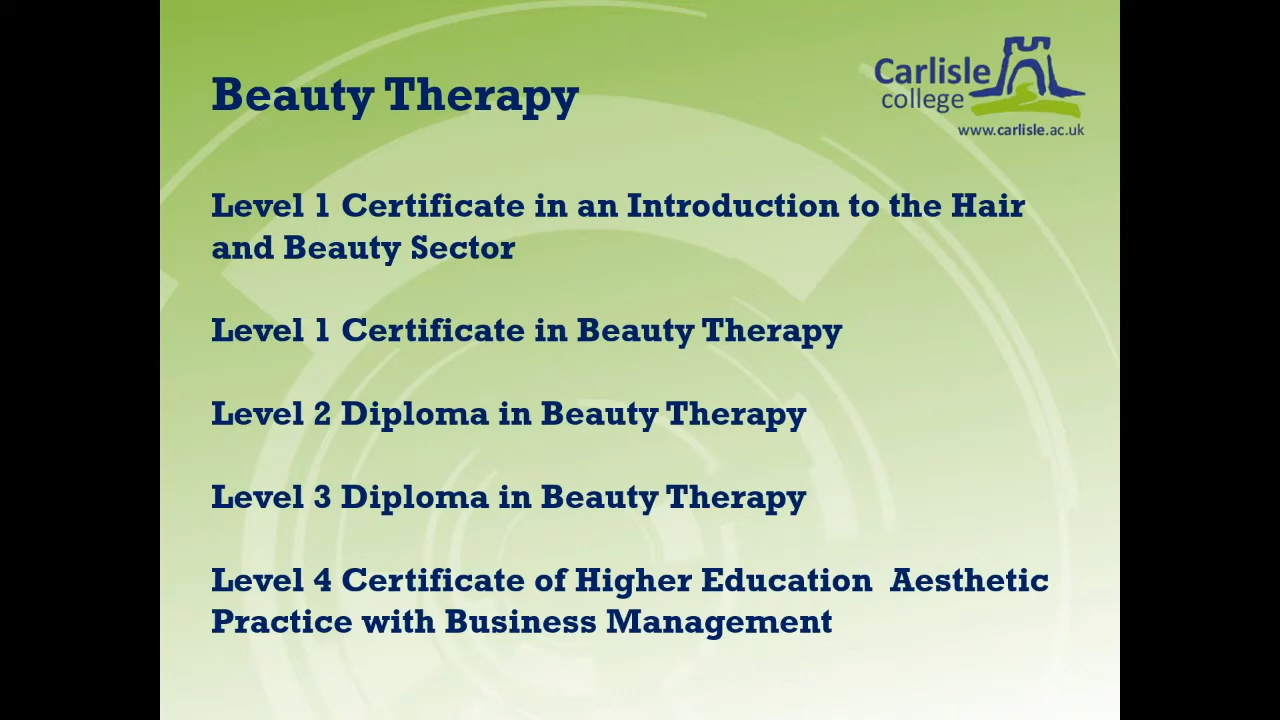 Beauty Therapy
Carlisle
college
www.carlisle.ac.uk
Level 1 Certificate in an Introduction to the Hair
and Beauty Sector
Level 1 Certificate in Beauty Therapy
Level 2 Diploma in Beauty Therapy
Level 3 Diploma in Beauty Therapy
Level 4 Certificate of Higher Education  Aesthetic
Practice with Business Management